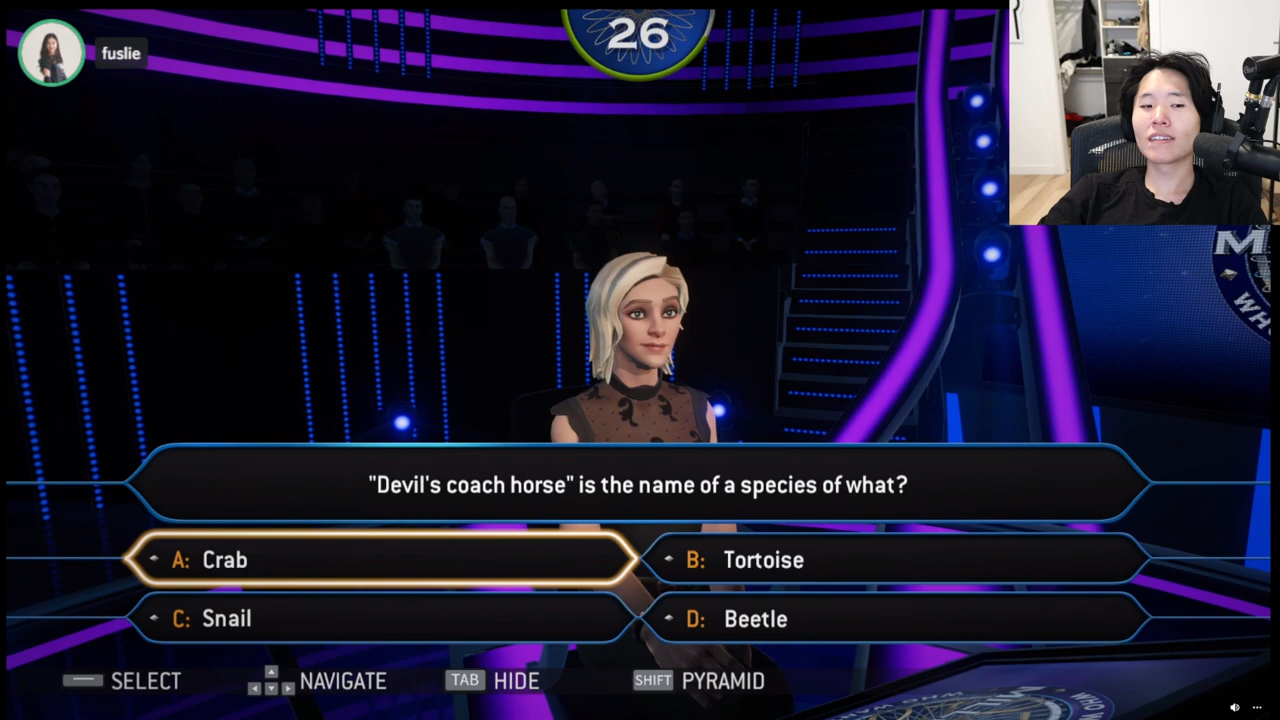 26
fuslie
"Devil's coach horse" is the name of a species of what?
A: Crab
B: Tortoise
C: Snail
D: Beetle
SELECT
NAVIGATE
TAB HIDE
SHIFT PYRAMID